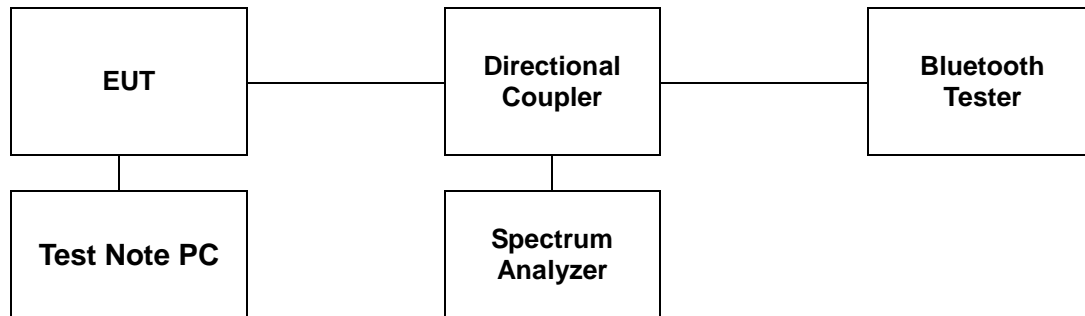 EUT
Directional
Coupler
Bluetooth
Tester
Test Note PC
Spectrum
Analyzer